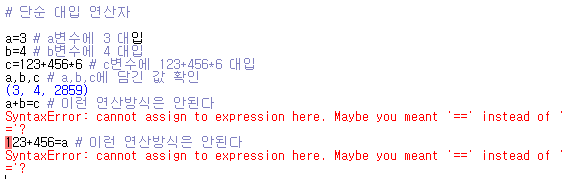 # 단순 대입 연산자
a=3 # a변수에 3 대입
b=4 # b변수에 4 대입
c=123+456*6 # c변수에 123+456*6 대입
a,b,c # a,b,c에 담긴 값 확인
(3, 4, 2859)
a+b=c # 이런 연산방식은 안된다
SyntaxError: cannot assign to expression here. Maybe you meant '==' instead of '
='?
123+456=a # 이런 연산방식은 안된다
SyntaxError: cannot assign to expression here. Maybe you meant '==' instead of '
='?